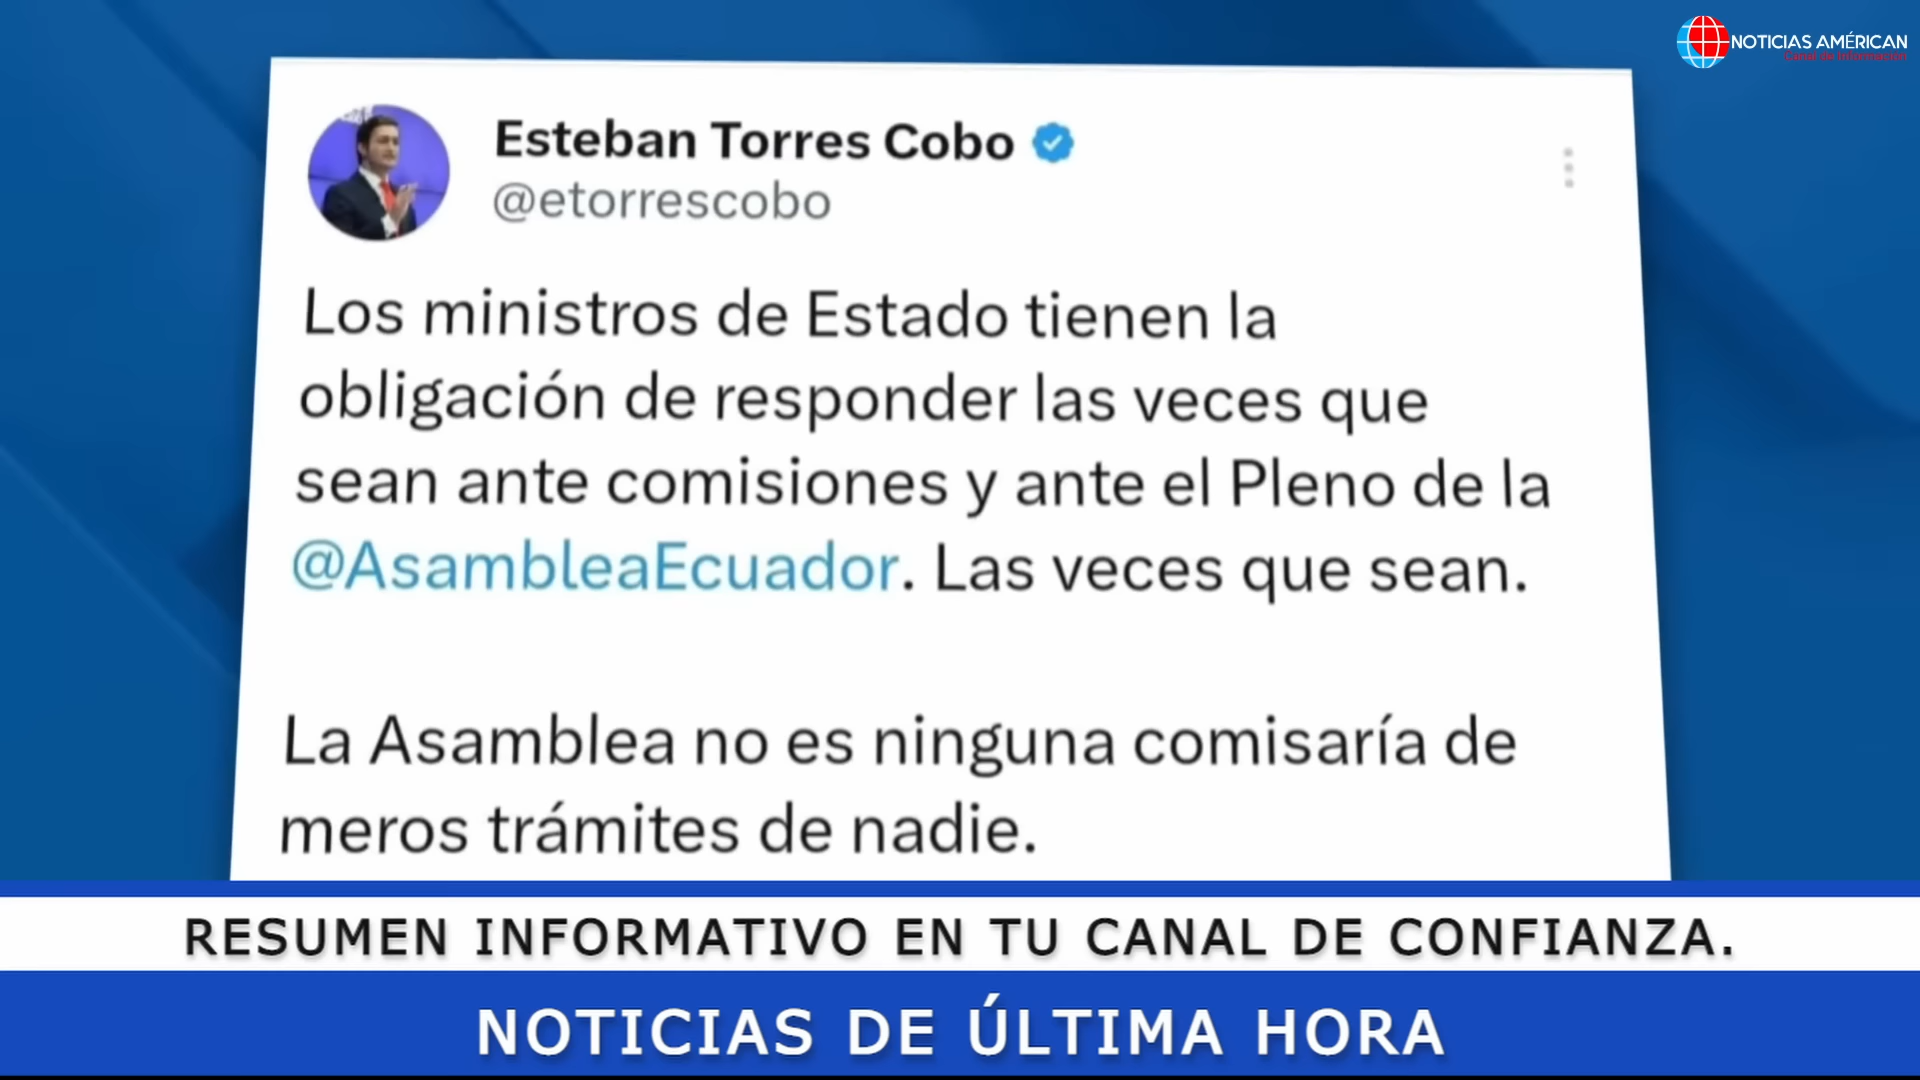 NOTICIAS AMÉRICAN
Canal de Información
Esteban Torres Cobo
@etorrescobo
Los ministros de Estado tienen la
obligación de responder las veces que
sean ante comisiones y ante el Pleno de la
@AsambleaEcuador. Las veces que sean.
La Asamblea no es ninguna comisaría de
meros trámites de nadie.
RESUMEN INFORMATIVO EN TU CANAL DE CONFIANZA.
NOTICIAS DE ÚLTIMA HORA